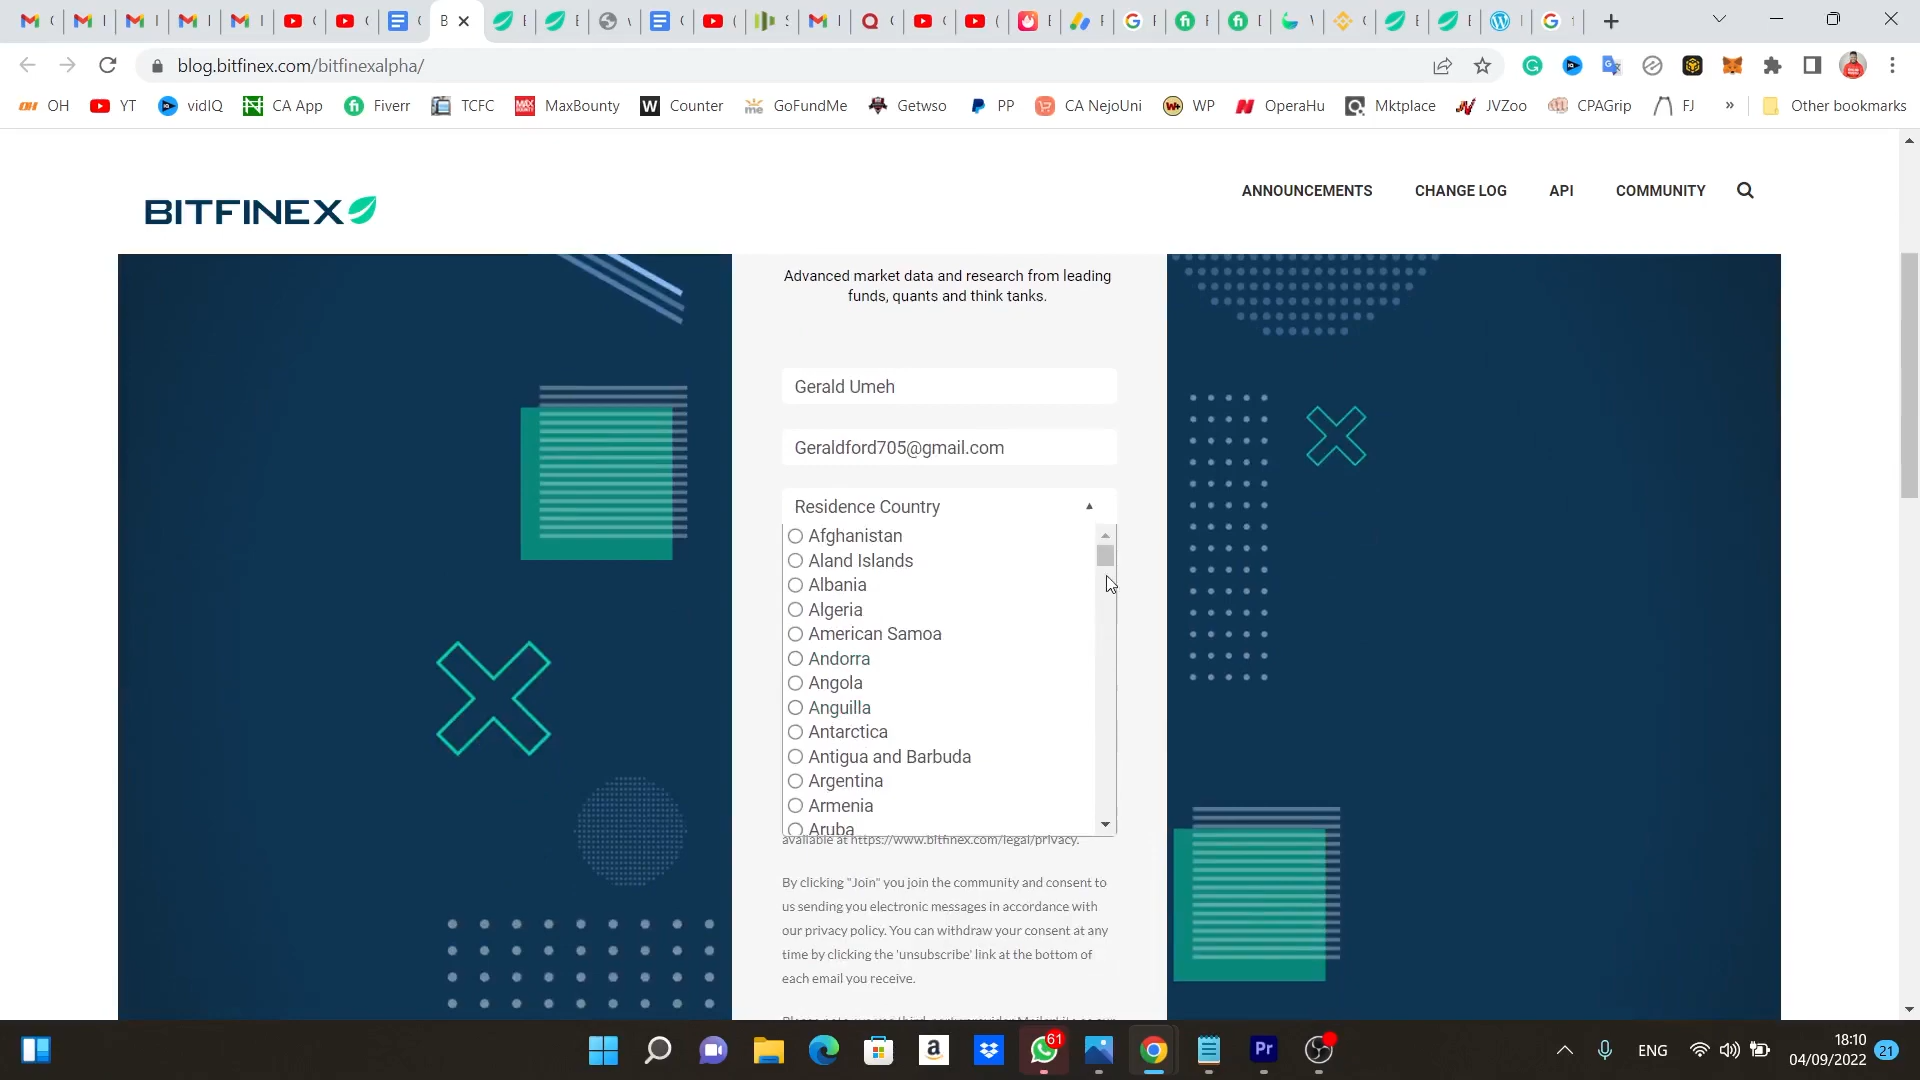 blog.bitfinex.com/bitfinexalpha/
OH YT vidIQ CA App Fiverr TCFC MaxBounty Counter GoFundMe Getwso PP CA NejoUni WP OperaHu Mktplace JVZoo CPAGrip FJ » Other bookmarks
BITFINEX
ANNOUNCEMENTS CHANGE LOG API COMMUNITY
Advanced market data and research from leading
funds, quants and think tanks.
Gerald Umeh
Geraldford705@gmail.com
Residence Country
Afghanistan
Aland Islands
Albania
Algeria
American Samoa
Andorra
Angola
Anguilla
Antarctica
Antigua and Barbuda
Argentina
Armenia
Aruba
available at https://www.bitfinex.com/legal/privacy.
By clicking "Join" you join the community and consent to
us sending you electronic messages in accordance with
our privacy policy. You can withdraw your consent at any
time by clicking the 'unsubscribe' link at the bottom of
each email you receive.
61
Pr
ENG
18:10
04/09/2022
21